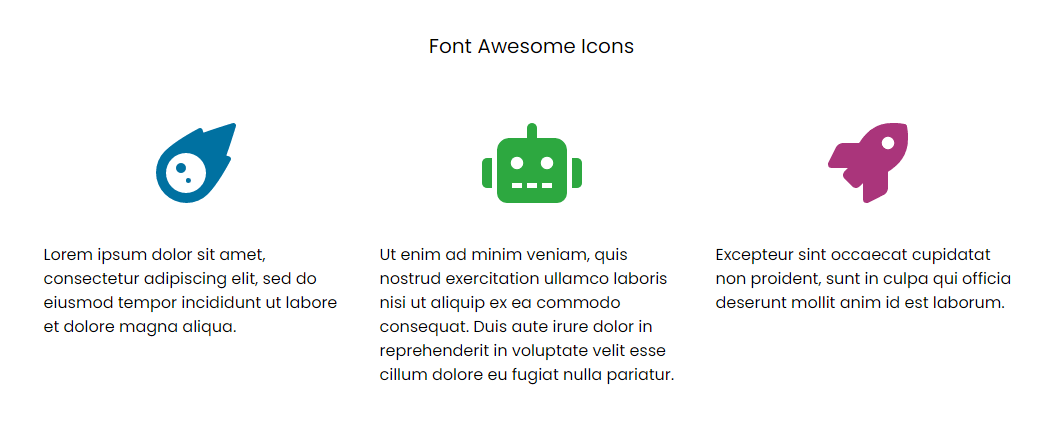 Font Awesome Icons
Lorem ipsum dolor sit amet,
consectetur adipiscing elit, sed do
eiusmod tempor incididunt ut labore
et dolore magna aliqua.
Ut enim ad minim veniam, quis
nostrud exercitation ullamco laboris
nisi ut aliquip ex ea commodo
consequat. Duis aute irure dolor in
reprehenderit in voluptate velit esse
cillum dolore eu fugiat nulla pariatur.
Excepteur sint occaecat cupidatat
non proident, sunt in culpa qui officia
deserunt mollit anim id est laborum.